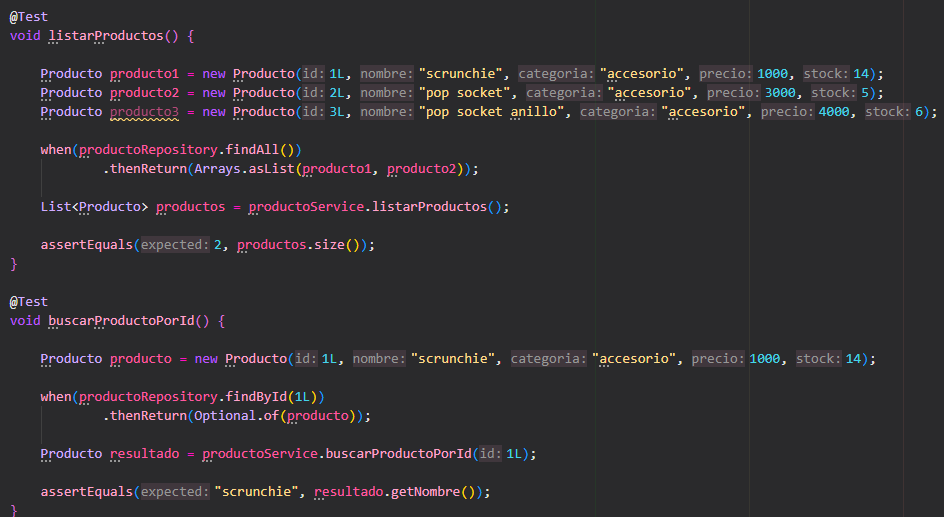 @Test
void listarProductos() {
Producto producto1 = new Producto(id: 1L, nombre: "scrunchie", categoria: "accesorio", precio: 1000, stock: 14);
Producto producto2 = new Producto(id: 2L, nombre: "pop socket", categoria: "accesorio", precio: 3000, stock: 5);
Producto producto3 = new Producto(id: 3L, nombre: "pop socket anillo", categoria: "accesorio", precio: 4000, stock: 6);
when(productoRepository.findAll())
.thenReturn(Arrays.asList(producto1, producto2));
List<Producto> productos = productoService.listarProductos();
assertEquals(expected: 2, productos.size());
}
@Test
void buscarProductoPorId() {
Producto producto = new Producto(id: 1L, nombre: "scrunchie", categoria: "accesorio", precio: 1000, stock: 14);
when(productoRepository.findById(1L))
.thenReturn(Optional.of(producto));
Producto resultado = productoService.buscarProductoPorId(id: 1L);
assertEquals(expected: "scrunchie", resultado.getNombre());
}